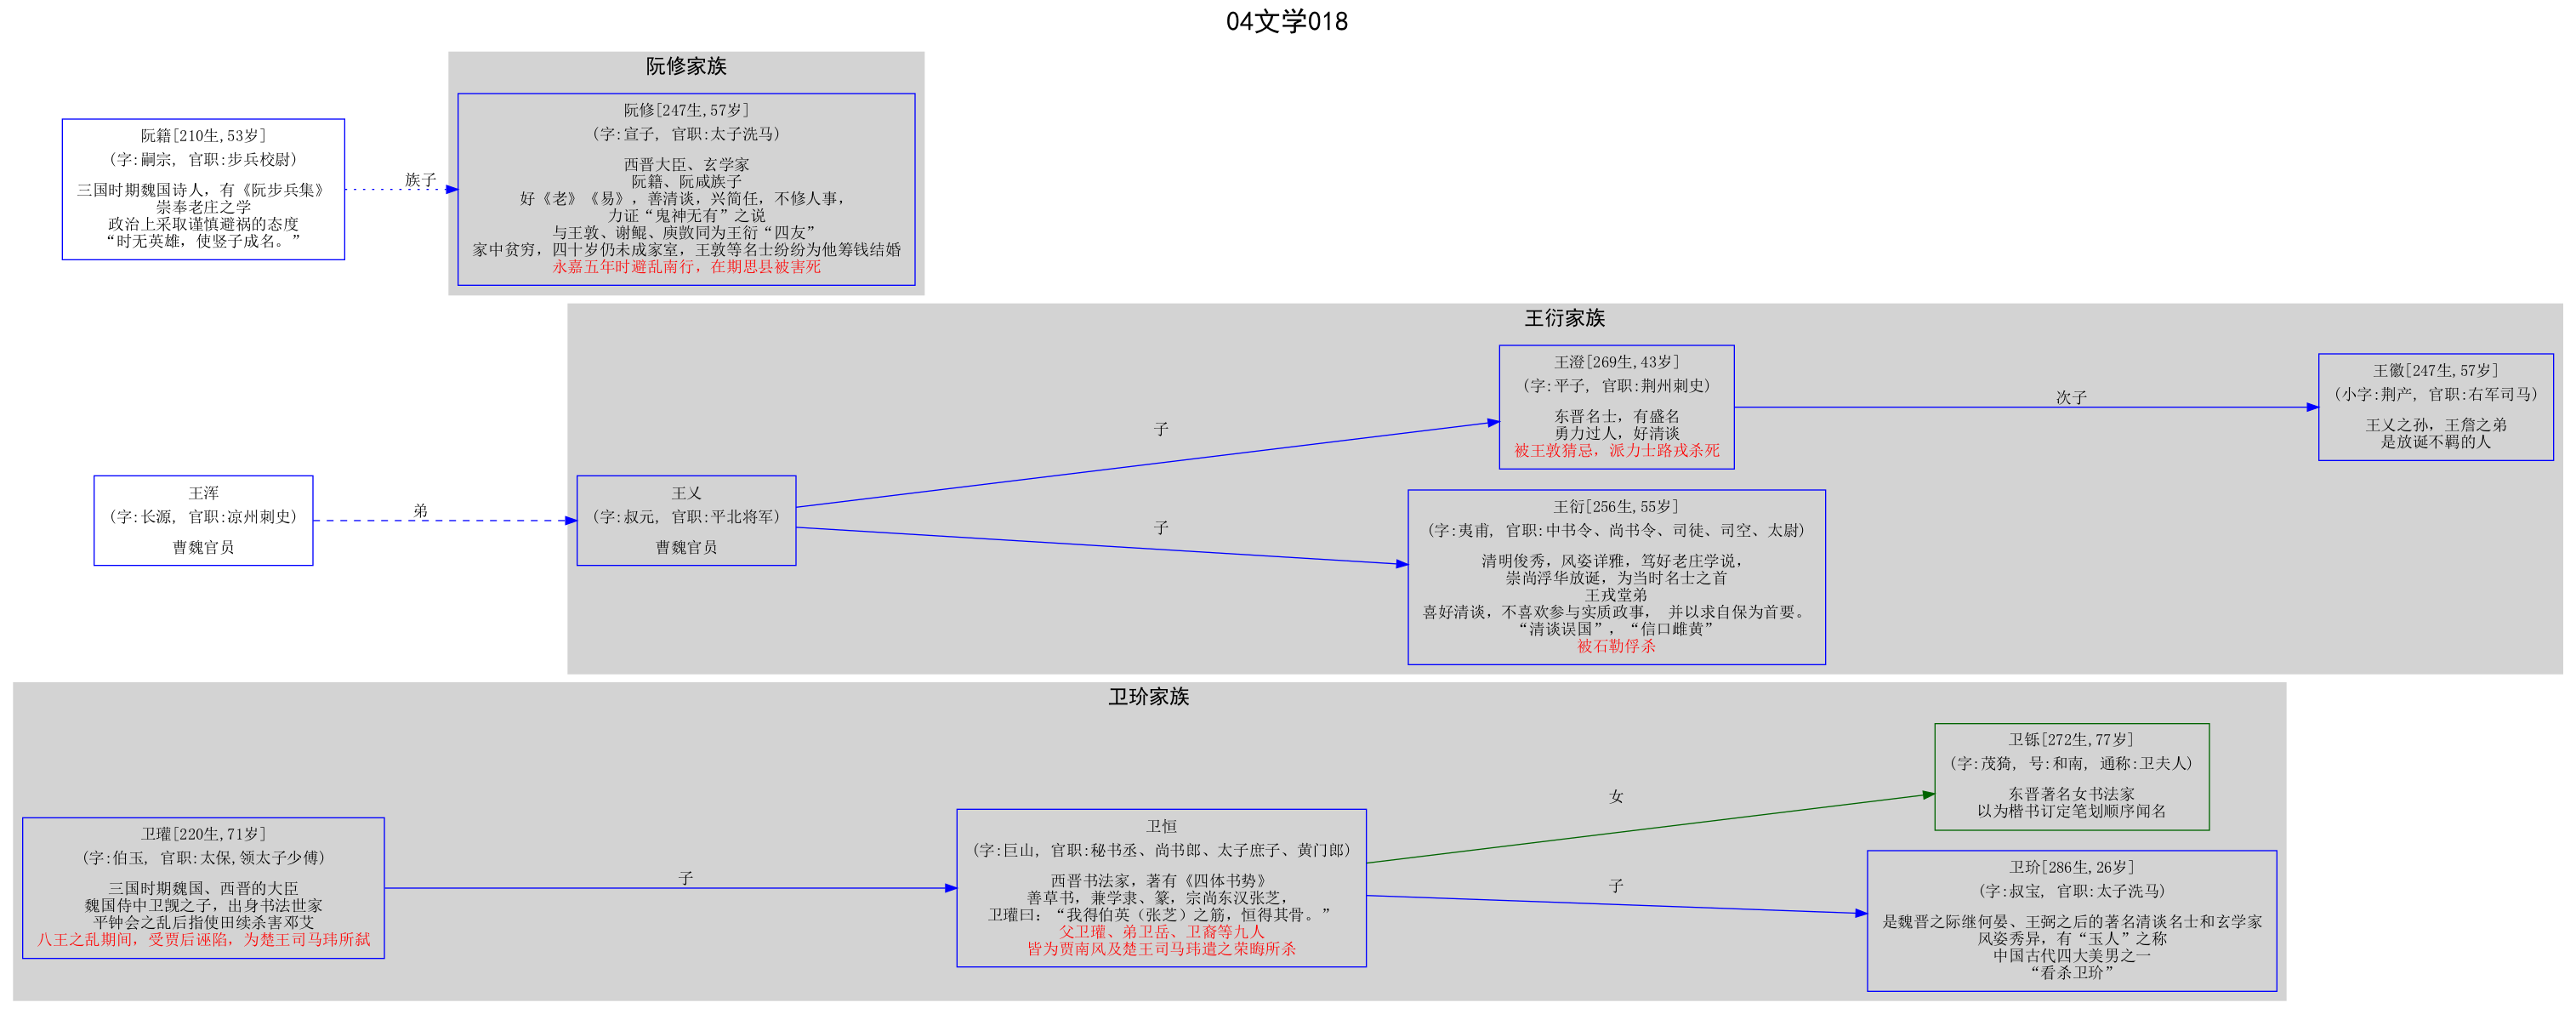 04文学018
阮修家族
阮籍[210生,53岁]
(字:嗣宗, 官职:步兵校尉)
三国时期魏国诗人，有《阮步兵集》
崇奉老庄之学
政治上采取谨慎避祸的态度
“时无英雄，使竖子成名。”
族子
阮修[247生,57岁]
(字:宣子, 官职:太子洗马)
西晋大臣、玄学家
阮籍、阮咸族子
好《老》《易》，善清谈，兴简任，不修人事，
力证“鬼神无有”之说
与王敦、谢鲲、庾敳同为王衍“四友”
家中贫穷，四十岁仍未成家室，王敦等名士纷纷为他筹钱结婚
永嘉五年时避乱南行，在期思县被害死
王衍家族
王浑
(字:长源, 官职:凉州刺史)
曹魏官员
弟
王乂
(字:叔元, 官职:平北将军)
曹魏官员
子
子
王澄[269生,43岁]
(字:平子, 官职:荆州刺史)
东晋名士，有盛名
勇力过人，好清谈
被王敦猜忌，派力士路戎杀死
次子
王徽[247生,57岁]
(小字:荆产, 官职:右军司马)
王乂之孙，王詹之弟
是放诞不羁的人
王衍[256生,55岁]
(字:夷甫, 官职:中书令、尚书令、司徒、司空、太尉)
清明俊秀，风姿详雅，笃好老庄学说，
崇尚浮华放诞，为当时名士之首
王戎堂弟
喜好清谈，不喜欢参与实质政事， 并以求自保为首要。
“清谈误国”，“信口雌黄”
被石勒俘杀
卫玠家族
卫瓘[220生,71岁]
(字:伯玉, 官职:太保,领太子少傅)
三国时期魏国、西晋的大臣
魏国侍中卫觊之子，出身书法世家
平钟会之乱后指使田续杀害邓艾
八王之乱期间，受贾后诬陷，为楚王司马玮所弑
子
卫恒
(字:巨山, 官职:秘书丞、尚书郎、太子庶子、黄门郎)
西晋书法家，著有《四体书势》
善草书，兼学隶、篆，宗尚东汉张芝，
卫瓘曰：“我得伯英（张芝）之筋，恒得其骨。”
父卫瓘、弟卫岳、卫裔等九人
皆为贾南风及楚王司马玮遣之荣晦所杀
女
子
卫铄[272生,77岁]
(字:茂猗, 号:和南, 通称:卫夫人)
东晋著名女书法家
以为楷书订定笔划顺序闻名
卫玠[286生,26岁]
(字:叔宝, 官职:太子洗马)
是魏晋之际继何晏、王弼之后的著名清谈名士和玄学家
风姿秀异，有“玉人”之称
中国古代四大美男之一
“看杀卫玠”